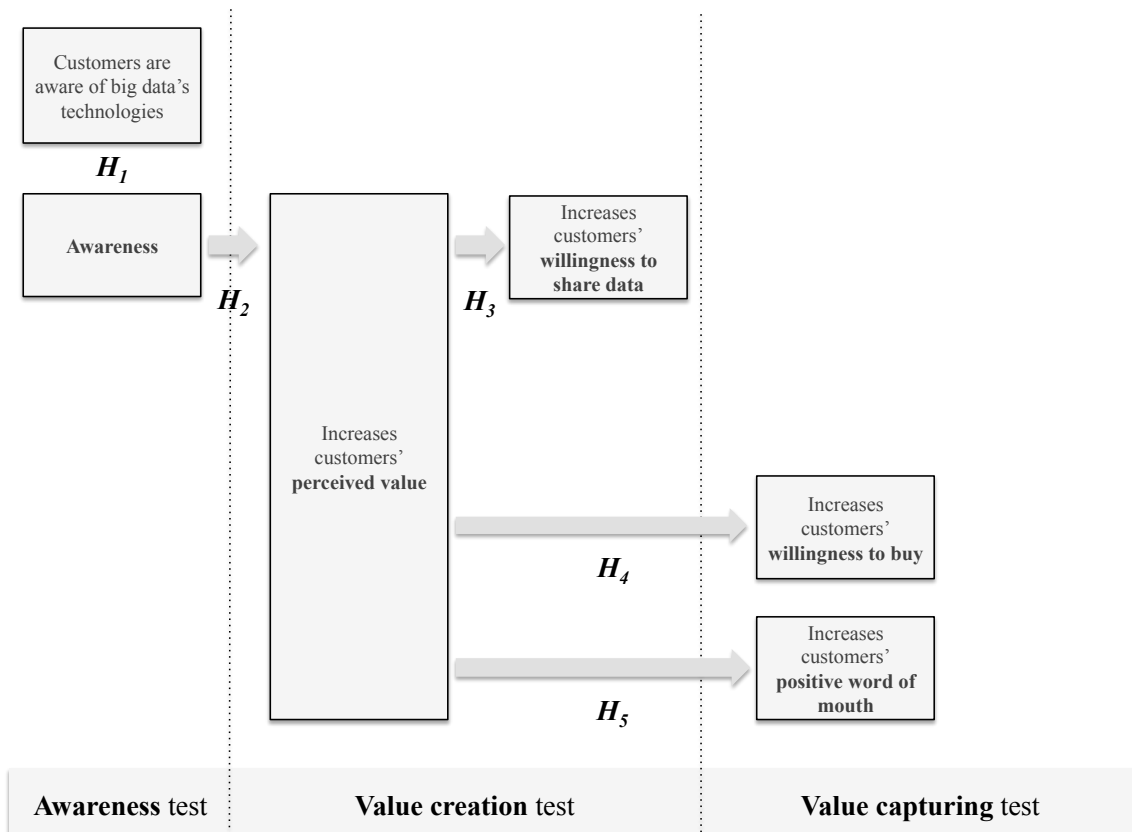 Customers are
aware of big data’s
technologies
H1
Awareness
H2
Increases
customers’
perceived value
H3
Increases
customers’
willingness to
share data
H4
Increases
customers’
willingness to buy
H5
Increases
customers’
positive word of
mouth
Awareness test
Value creation test
Value capturing test